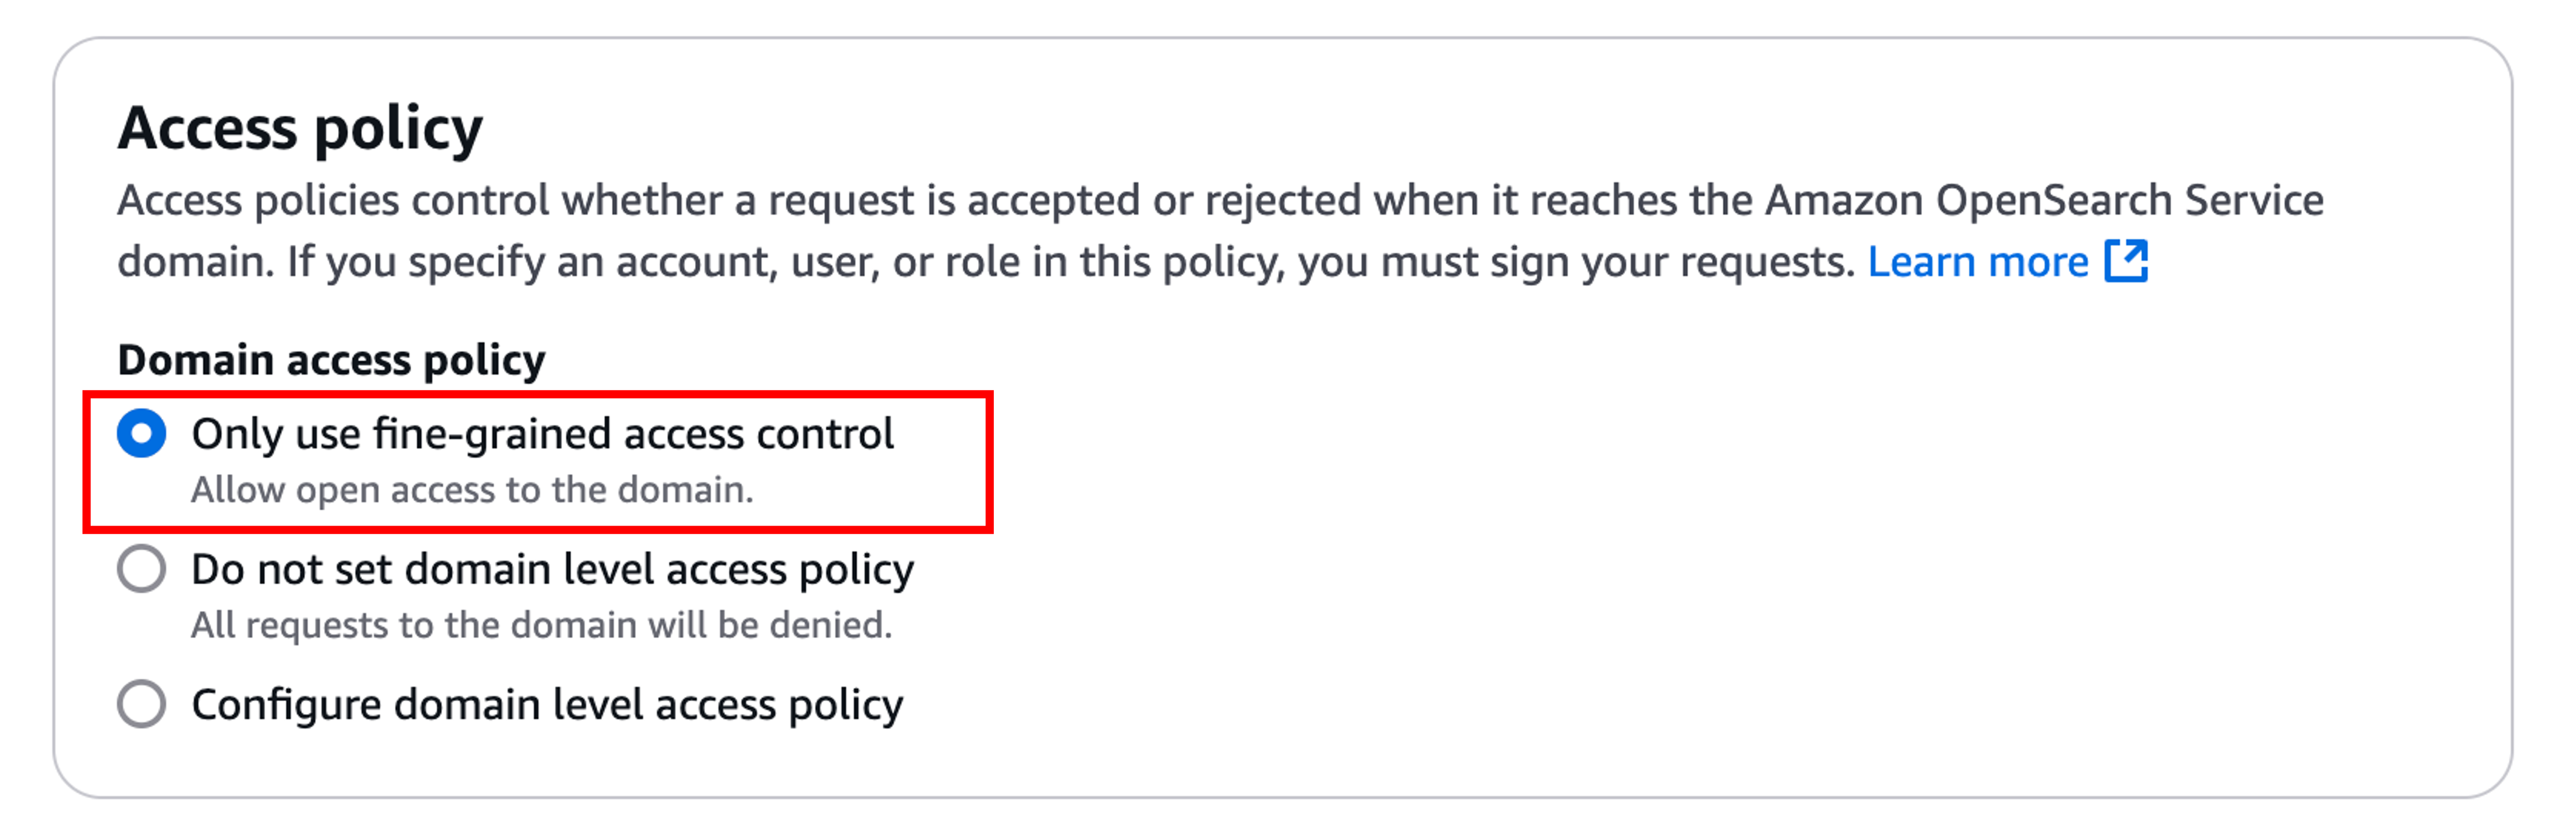 Access policy
Access policies control whether a request is accepted or rejected when it reaches the Amazon OpenSearch Service
domain. If you specify an account, user, or role in this policy, you must sign your requests. Learn more
Domain access policy
Only use fine-grained access control
Allow open access to the domain.
Do not set domain level access policy
All requests to the domain will be denied.
Configure domain level access policy